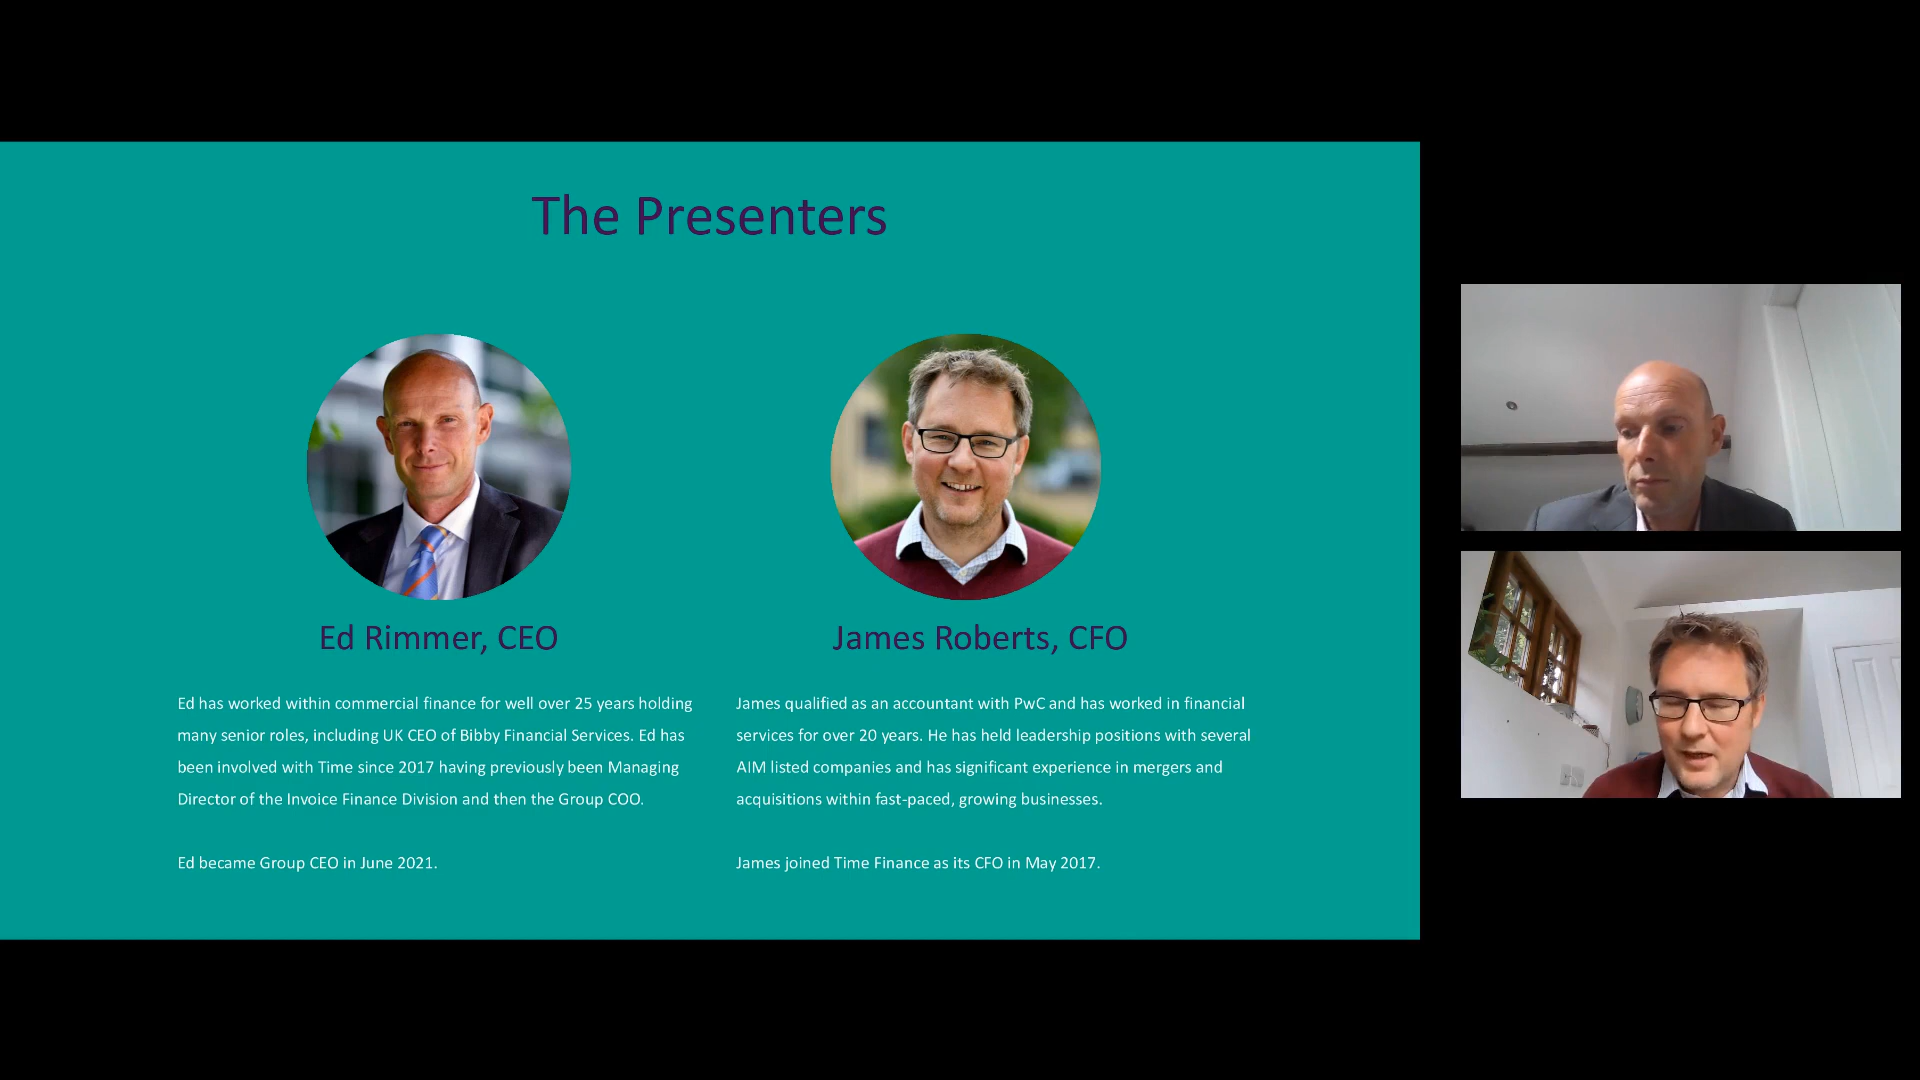 The Presenters
Ed Rimmer, CEO
Ed has worked within commercial finance for well over 25 years holding
many senior roles, including UK CEO of Bibby Financial Services. Ed has
been involved with Time since 2017 having previously been Managing
Director of the Invoice Finance Division and then the Group COO.
Ed became Group CEO in June 2021.
James Roberts, CFO
James qualified as an accountant with PwC and has worked in financial
services for over 20 years. He has held leadership positions with several
AIM listed companies and has significant experience in mergers and
acquisitions within fast-paced, growing businesses.
James joined Time Finance as its CFO in May 2017.